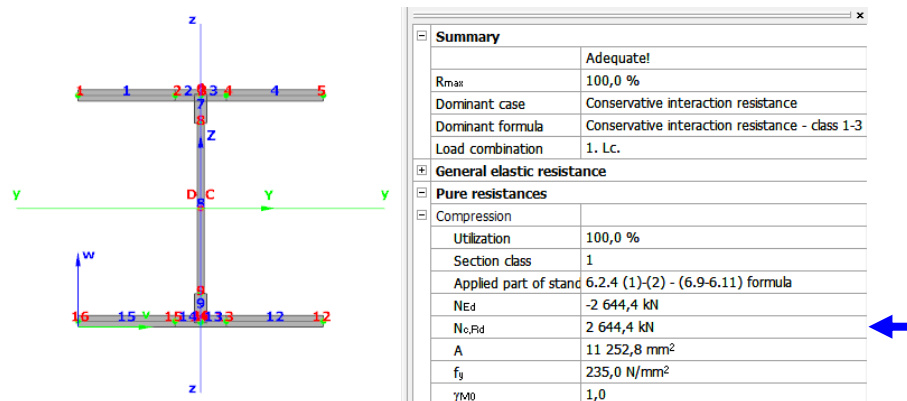 z
1 1 2 2 3 4 4 5
7
8
Z
D C
y Y y
8
w
9
9
16 15 15 14 13 13 12 12
v
z
Summary
Adequate!
Rmax 100,0 %
Dominant case Conservative interaction resistance
Dominant formula Conservative interaction resistance - class 1-3
Load combination 1. Lc.
General elastic resistance
Pure resistances
Compression
Utilization 100,0 %
Section class 1
Applied part of stand 6.2.4 (1)-(2) - (6.9-6.11) formula
NEd -2 644,4 kN
Nc,Rd 2 644,4 kN
A 11 252,8 mm²
fy 235,0 N/mm²
γM0 1,0